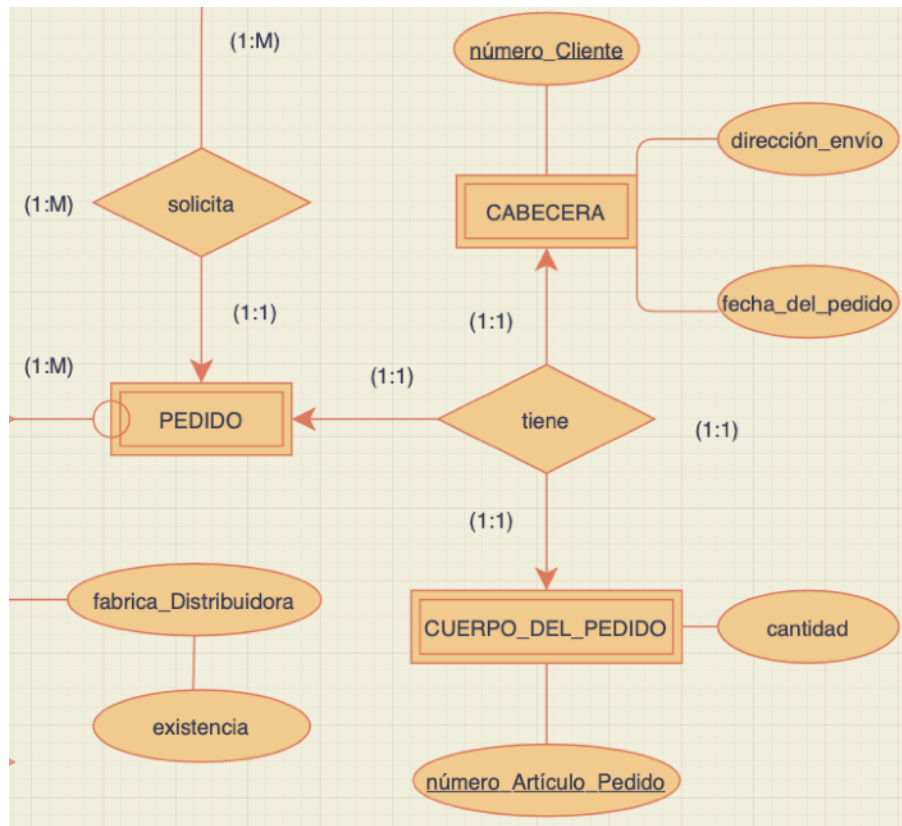 (1:M)
número_Cliente
dirección_envío
(1:M)
solicita
CABECERA
fecha_del_pedido
(1:1)
(1:1)
(1:M)
(1:1)
PEDIDO
tiene
(1:1)
(1:1)
fabrica_Distribuidora
CUERPO_DEL_PEDIDO
cantidad
existencia
número_Artículo_Pedido